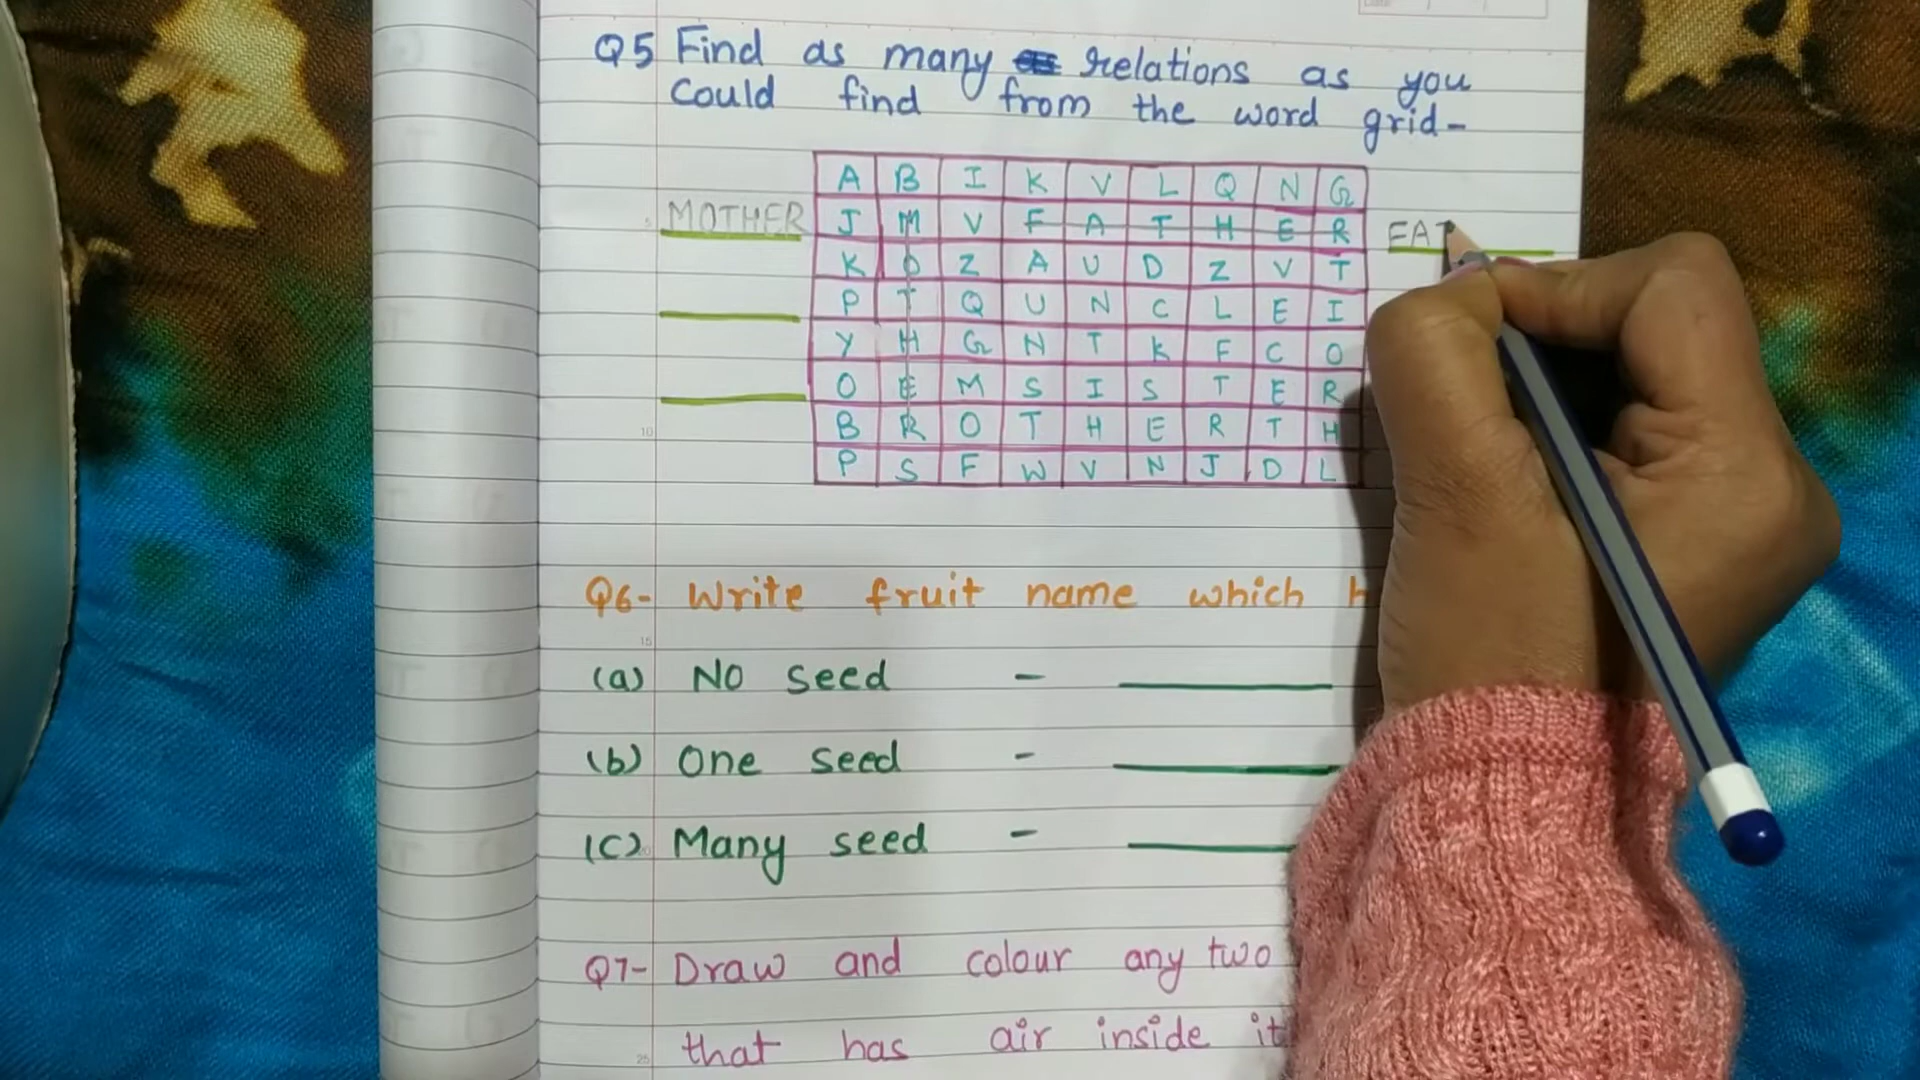 Q5 Find as many relations as you
Could find from the word grid-
A B I K V L Q N G
MOTHER J M V F A T H E R FAT
K O Z A U D Z V T
P T Q U N C L E I
Y H G N T K F C O
O E M S I S T E R
B R O T H E R T H
P S F W V N J D L
Q6- Write fruit name which h
(a) No seed -
(b) One seed -
(c) Many seed -
Q7- Draw and colour any two
that has air inside it